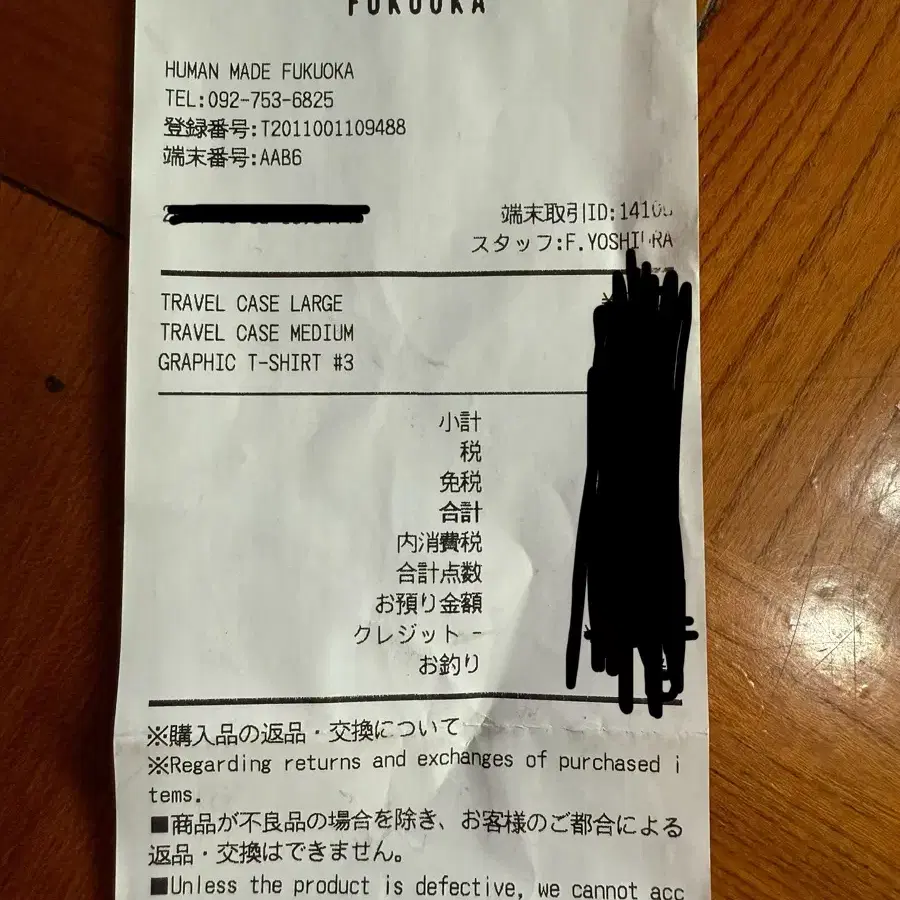 FUKUOKA
HUMAN MADE FUKUOKA
TEL:092-753-6825
登録番号:T2011001109488
端末番号:AAB6
端末取引ID:1410
スタッフ:F.YOSHI
TRAVEL CASE LARGE
TRAVEL CASE MEDIUM
GRAPHIC T-SHIRT #3
小計
税
免税
合計
内消費税
合計点数
お預り金額
クレジット -
お釣り
※購入品の返品・交換について
※Regarding returns and exchanges of purchased i
tems.
■商品が不良品の場合を除き、お客様のご都合による
返品・交換はできません。
■Unless the product is defective, we cannot acc